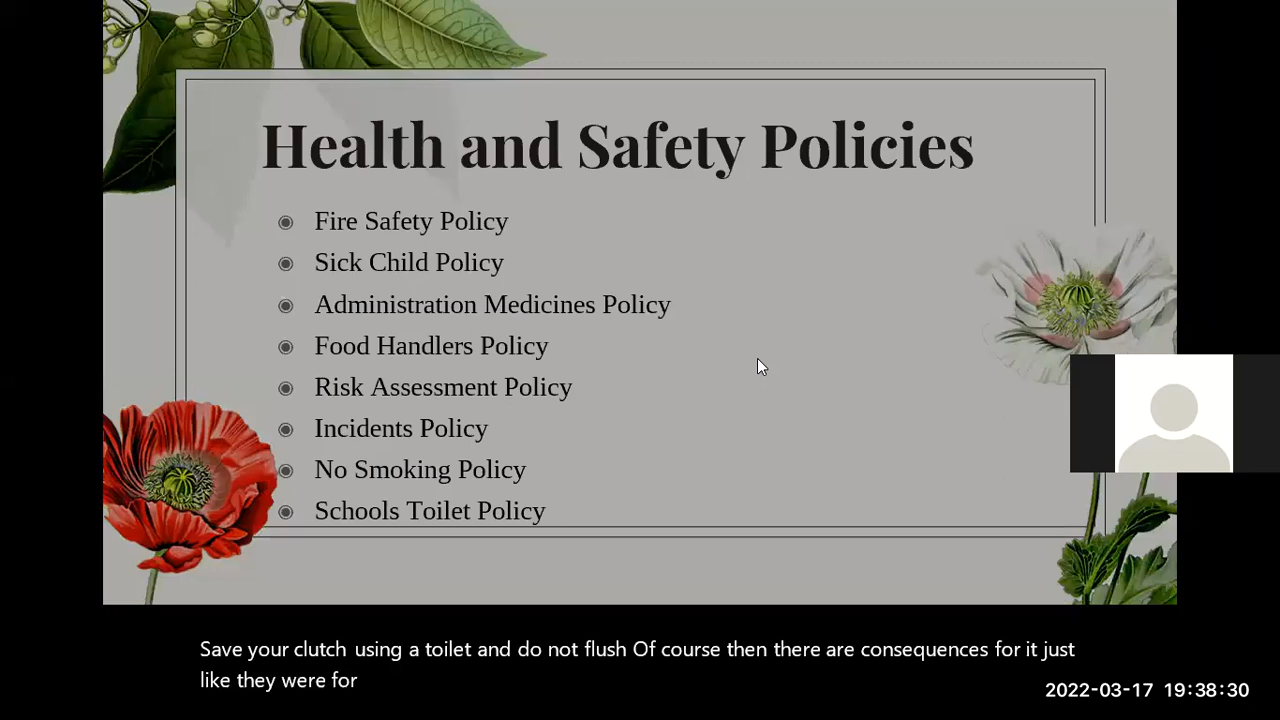 Health and Safety Policies
Fire Safety Policy
Sick Child Policy
Administration Medicines Policy
Food Handlers Policy
Risk Assessment Policy
Incidents Policy
No Smoking Policy
Schools Toilet Policy
Save your clutch using a toilet and do not flush Of course then there are consequences for it just
like they were for
2022-03-17 19:38:30